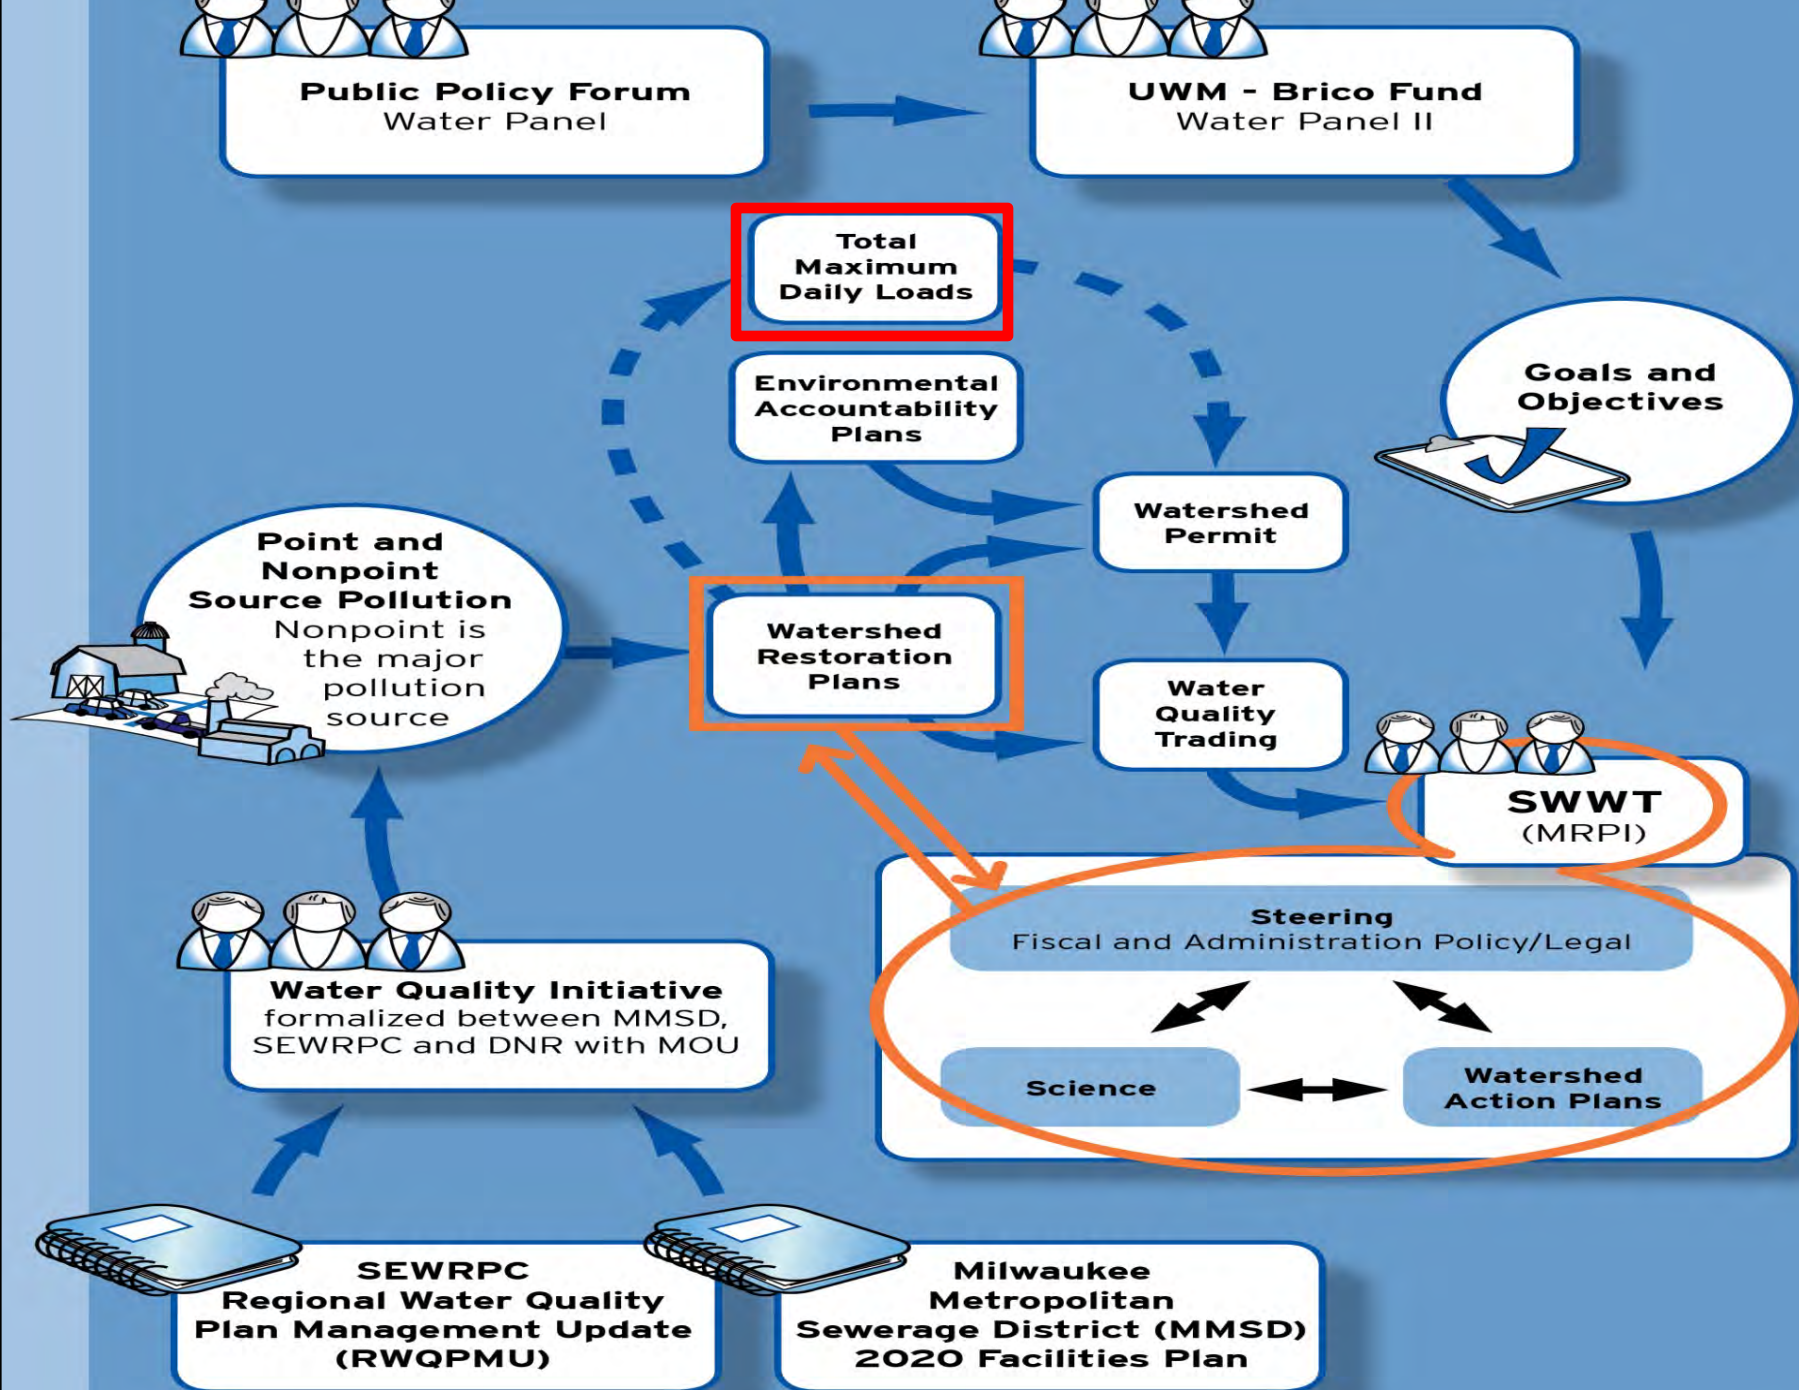 Public Policy Forum
Water Panel
UWM - Brico Fund
Water Panel II
Total
Maximum
Daily Loads
Environmental
Accountability
Plans
Goals and
Objectives
Watershed
Permit
Point and
Nonpoint
Source Pollution
Nonpoint is
the major
pollution
source
Watershed
Restoration
Plans
Water
Quality
Trading
SWWT
(MRPI)
Steering
Fiscal and Administration Policy/Legal
Science
Watershed
Action Plans
Water Quality Initiative
formalized between MMSD,
SEWRPC and DNR with MOU
SEWRPC
Regional Water Quality
Plan Management Update
(RWQPMU)
Milwaukee
Metropolitan
Sewerage District (MMSD)
2020 Facilities Plan